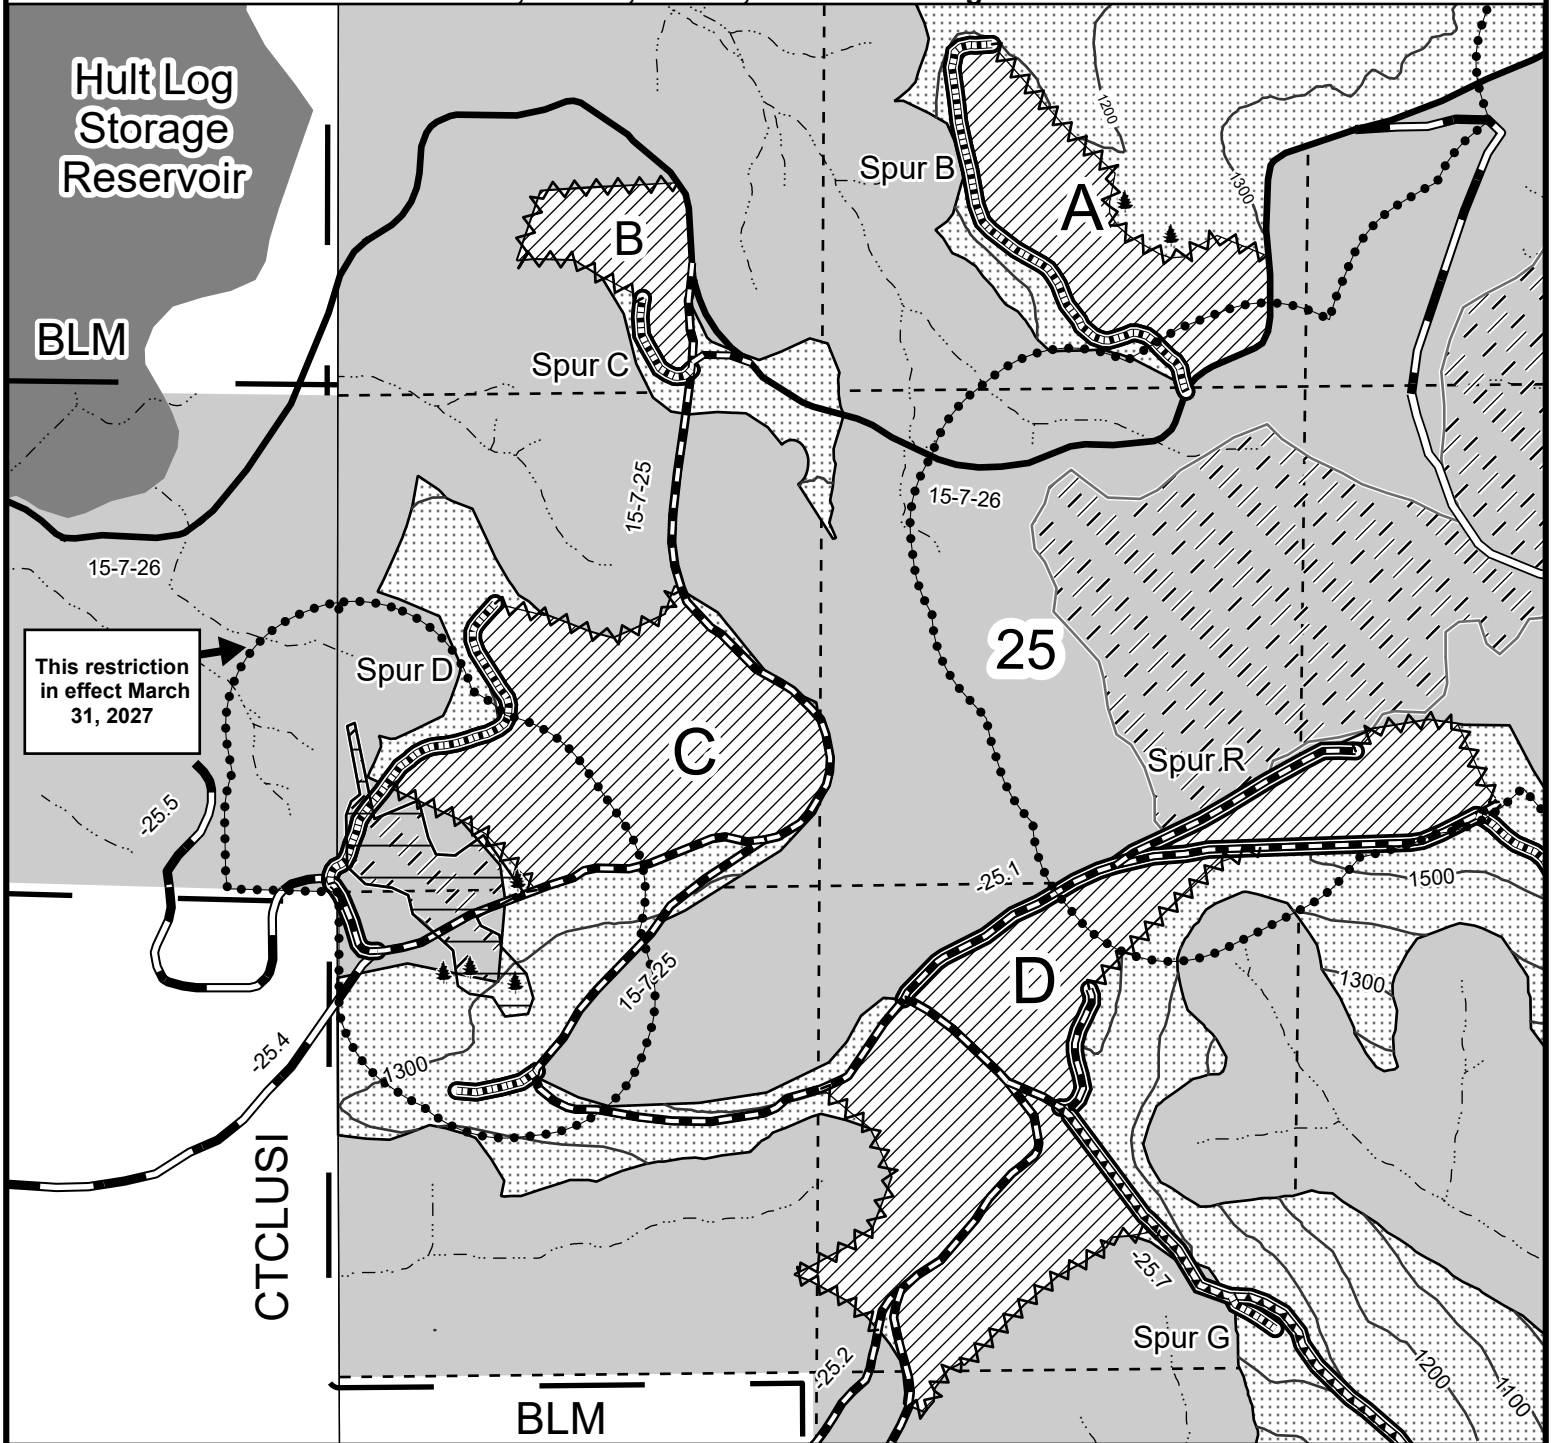 Hult Log
Storage
Reservoir
BLM
1200
1300
Spur B
A
B
Spur C
15-7-25
15-7-26
15-7-26
25
This restriction
in effect March
31, 2027
Spur D
C
Spur R
-25.5
-25.1
1500
D
1300
15-7-25
-25.4
1300
CTCLUSI
-25.7
Spur G
-25.2
1200
1100
BLM